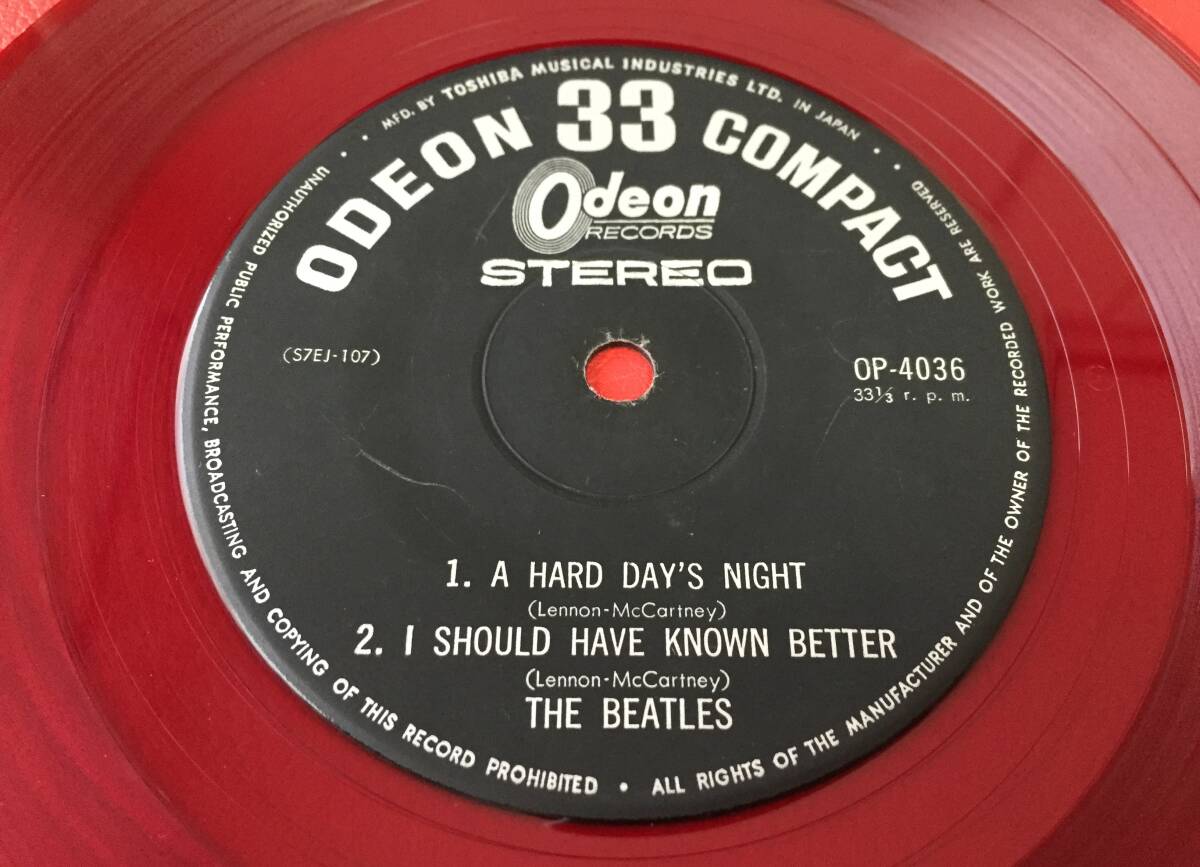 MFD. BY TOSHIBA MUSICAL INDUSTRIES LTD. IN JAPAN
ODEON 33 COMPACT
Odeon
RECORDS
STEREO
(S7EJ-107)
OP-4036
33⅓ r. p. m.
1. A HARD DAY'S NIGHT
(Lennon-McCartney)
2. I SHOULD HAVE KNOWN BETTER
(Lennon-McCartney)
THE BEATLES
UNAUTHORIZED PUBLIC PERFORMANCE, BROADCASTING AND COPYING OF THIS RECORD PROHIBITED • ALL RIGHTS OF THE MANUFACTURER AND OF THE OWNER OF THE RECORDED WORK ARE RESERVED